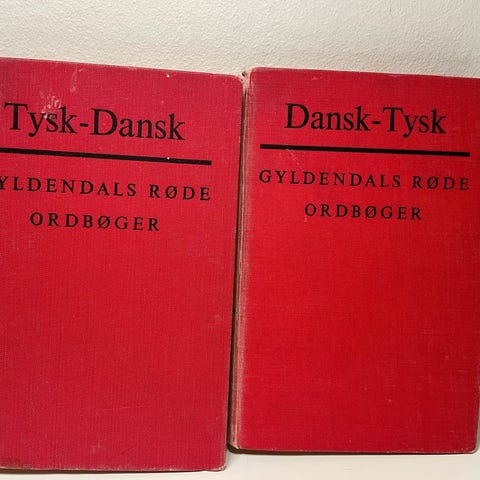 Tysk-Dansk
YLDENDALS RØDE
ORDBØGER
Dansk-Tysk
GYLDENDALS RØDE
ORDBØGER